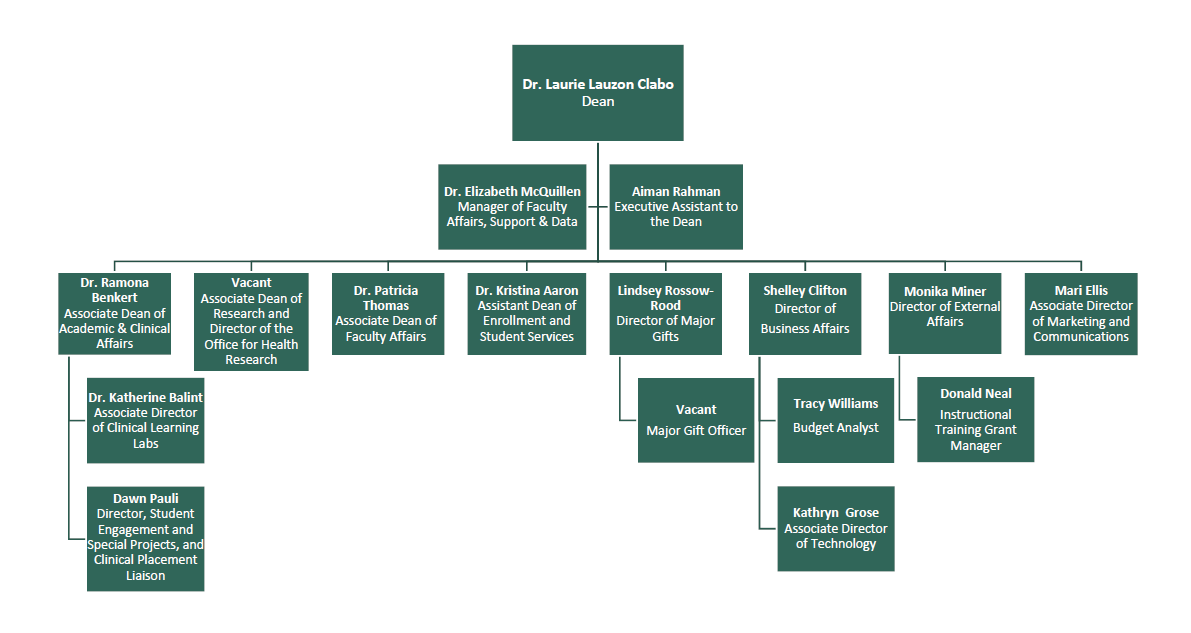 Dr. Laurie Lauzon Clabo
Dean
Dr. Elizabeth McQuillen
Manager of Faculty
Affairs, Support & Data
Aiman Rahman
Executive Assistant to
the Dean
Dr. Ramona
Benkert
Associate Dean of
Academic & Clinical
Affairs
Vacant
Associate Dean of
Research and
Director of the
Office for Health
Research
Dr. Patricia
Thomas
Associate Dean of
Faculty Affairs
Dr. Kristina Aaron
Assistant Dean of
Enrollment and
Student Services
Lindsey Rossow-
Rood
Director of Major
Gifts
Shelley Clifton
Director of
Business Affairs
Monika Miner
Director of External
Affairs
Mari Ellis
Associate Director
of Marketing and
Communications
Dr. Katherine Balint
Associate Director
of Clinical Learning
Labs
Vacant
Major Gift Officer
Tracy Williams
Budget Analyst
Donald Neal
Instructional
Training Grant
Manager
Dawn Pauli
Director, Student
Engagement and
Special Projects, and
Clinical Placement
Liaison
Kathryn Grose
Associate Director
of Technology